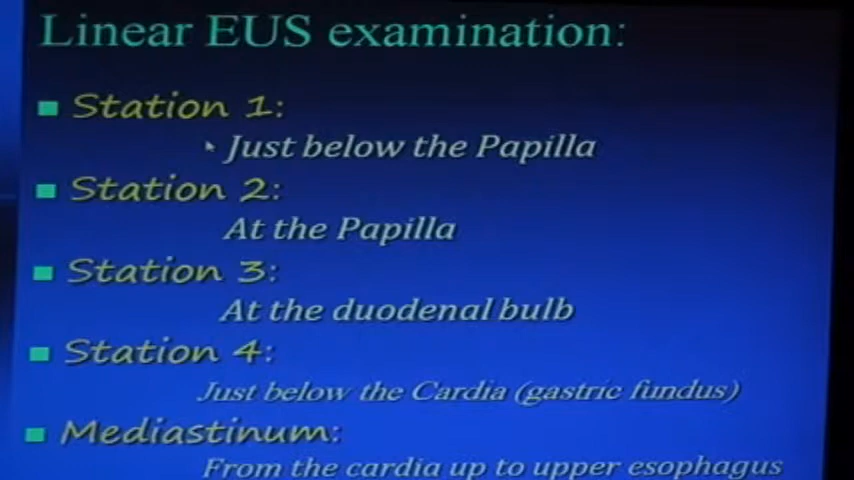 Linear EUS examination:
Station 1:
Just below the Papilla
Station 2:
At the Papilla
Station 3:
At the duodenal bulb
Station 4:
Just below the Cardia (gastric fundus)
Mediastinum:
From the cardia up to upper esophagus